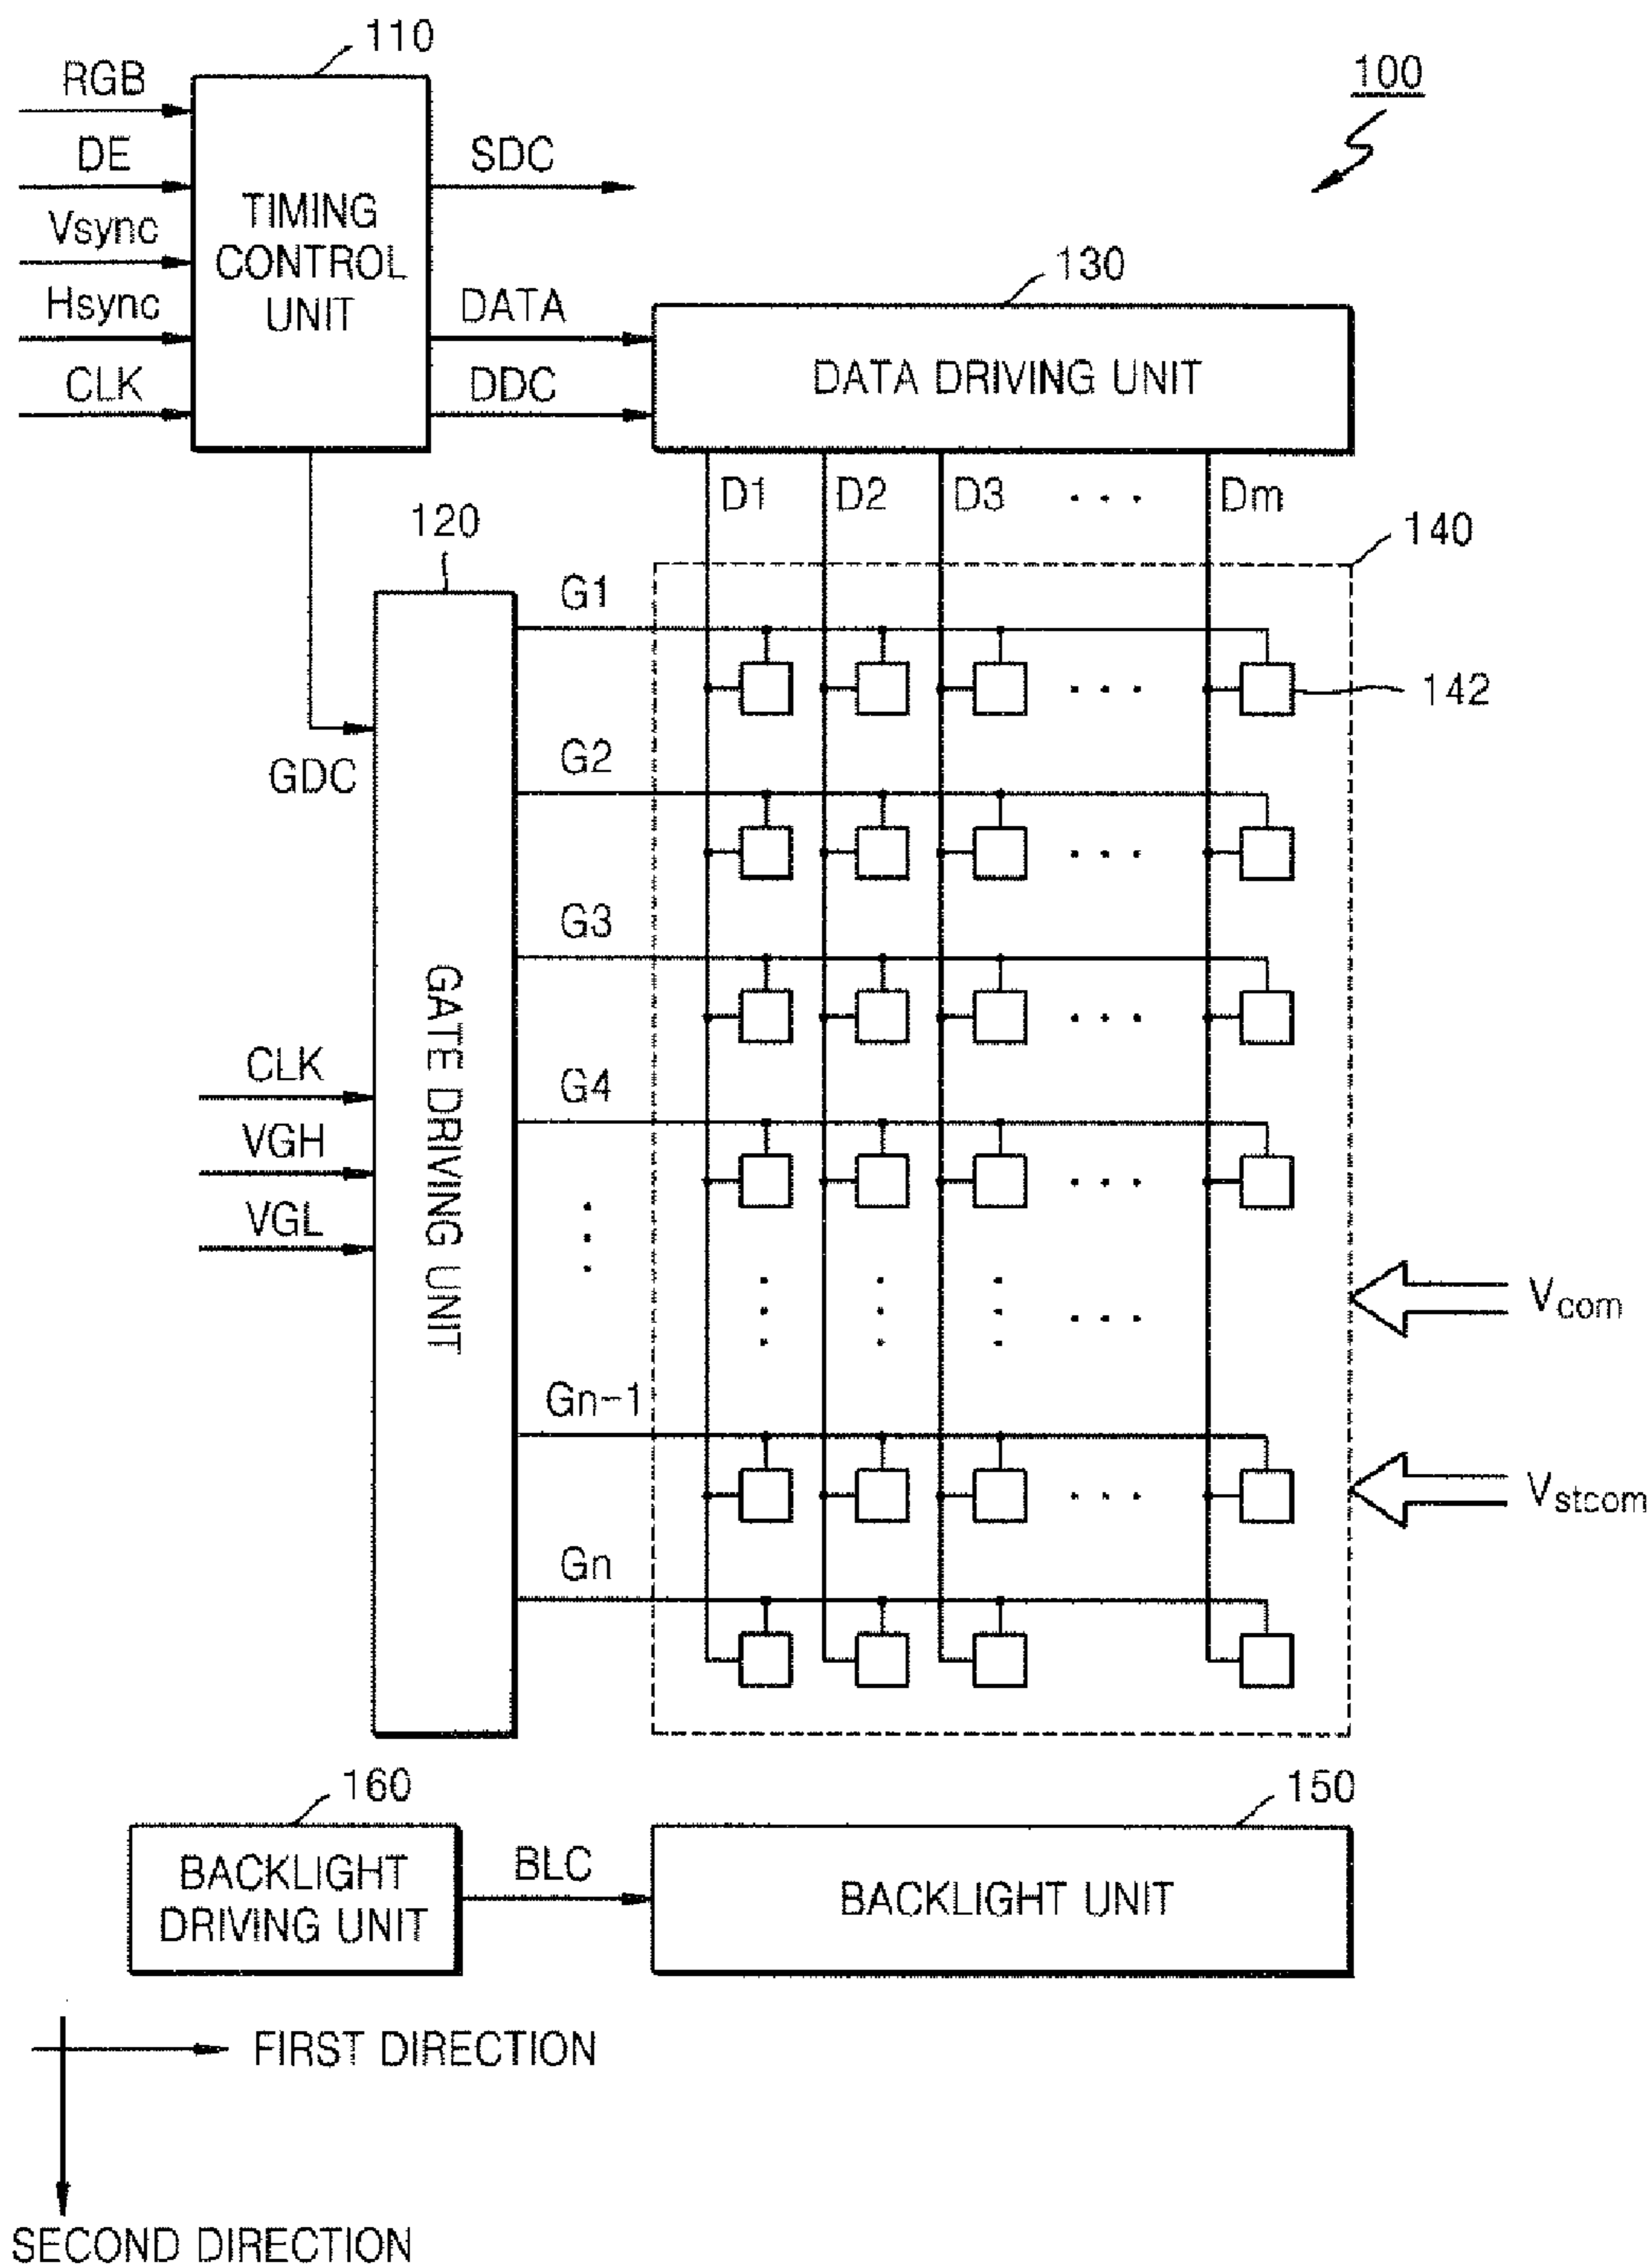 110
RGB
100
DE
SDC
TIMING
CONTROL
UNIT
Vsync
130
Hsync
DATA
DATA DRIVING UNIT
CLK
DDC
D1 D2 D3 ... Dm
120
140
G1
142
G2
GDC
...
G3
...
GATE DRIVING UNIT
CLK
G4
VGH
...
VGL
Vcom
...
Gn-1
Vstcom
...
Gn
160
150
BACKLIGHT
DRIVING UNIT
BLC
BACKLIGHT UNIT
FIRST DIRECTION
SECOND DIRECTION